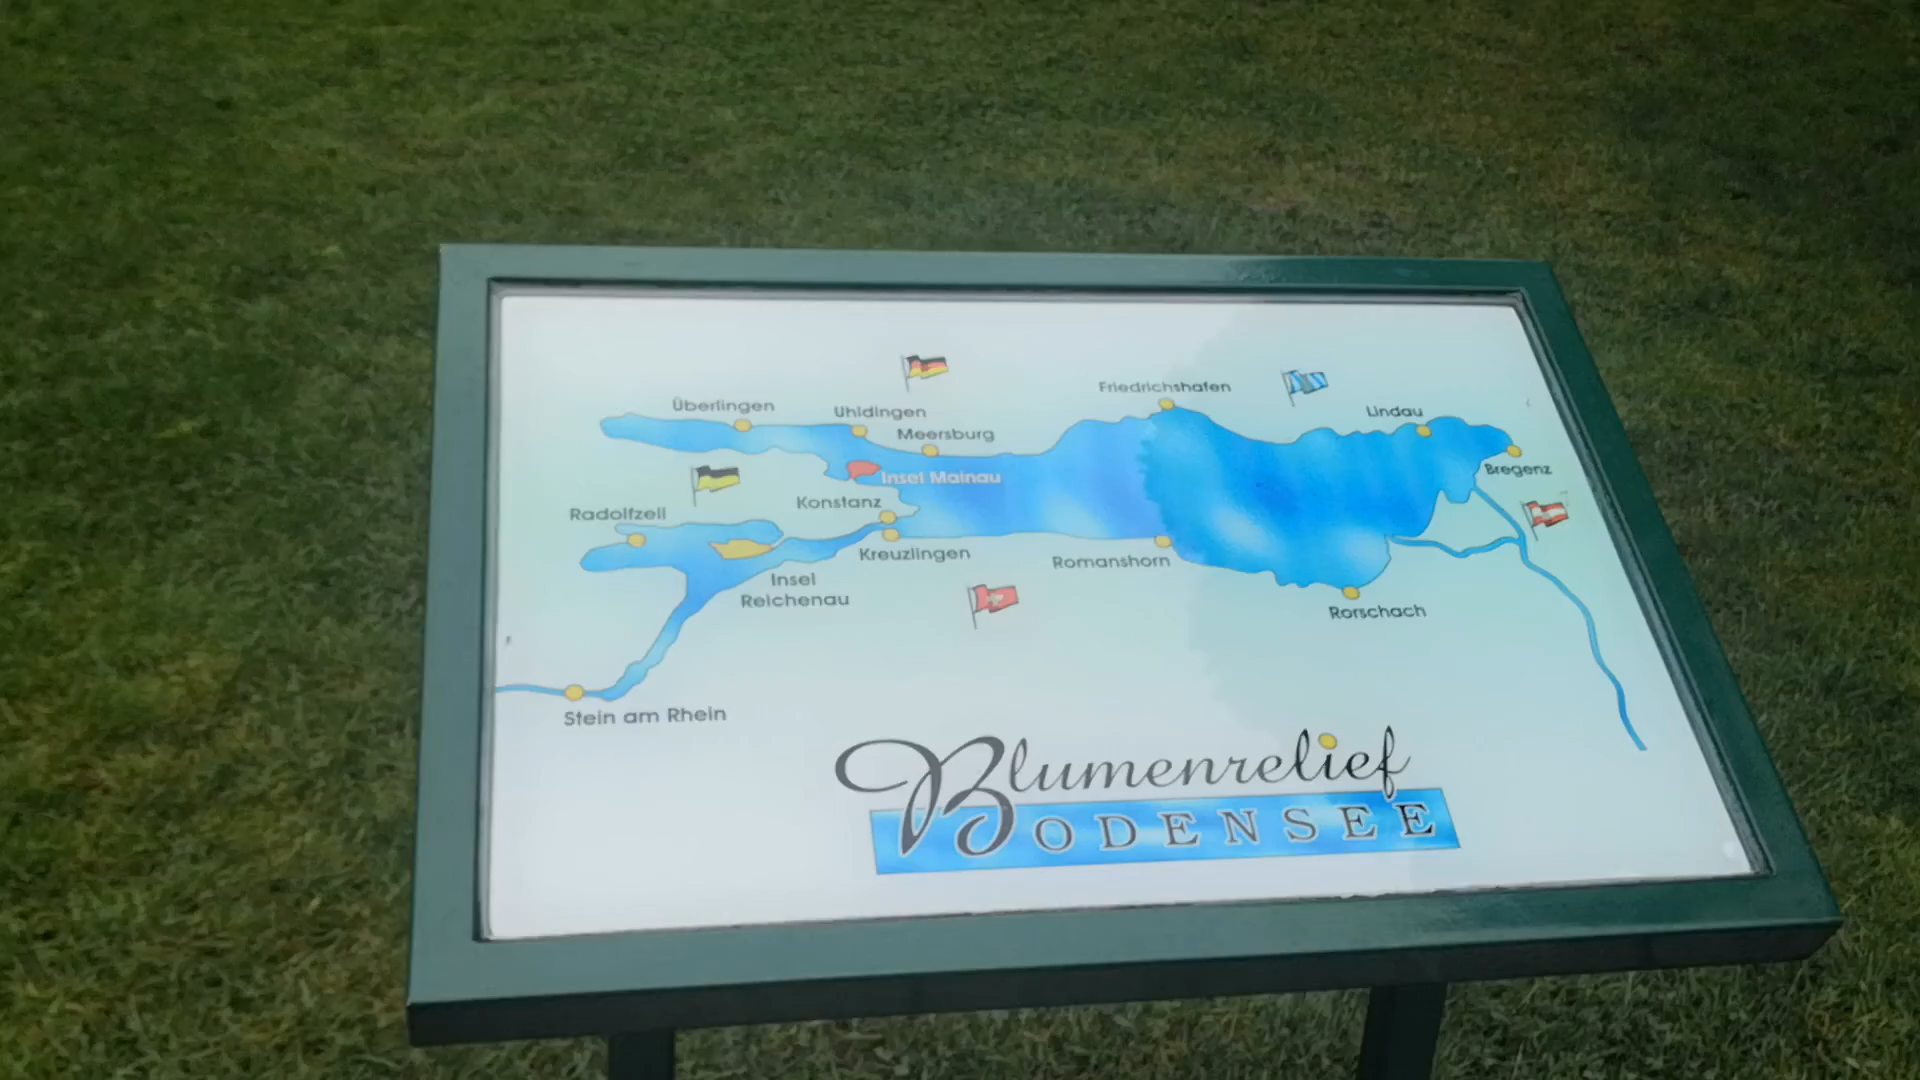 Friedrichshafen
Überlingen
Uhldingen
Lindau
Meersburg
Bregenz
Insel Mainau
Konstanz
Radolfzell
Kreuzlingen
Romanshorn
Insel
Reichenau
Rorschach
Stein am Rhein
Blumenrelief
BODENSEE